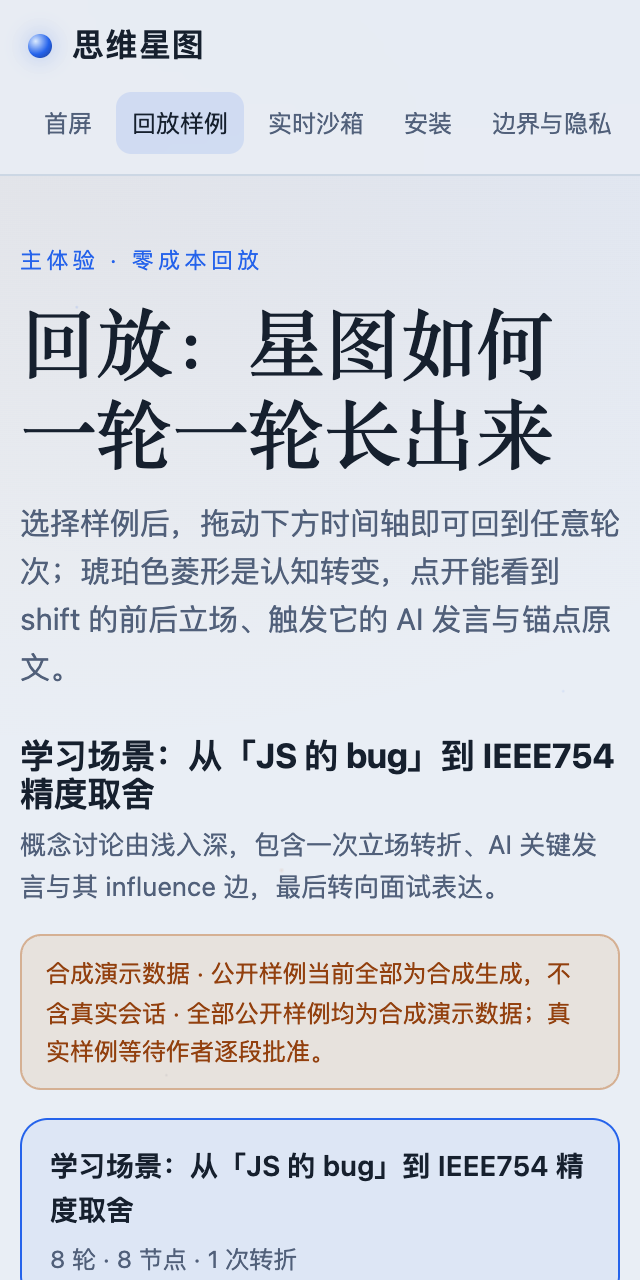 思维星图
首屏 回放样例 实时沙箱 安装 边界与隐私
主体验 · 零成本回放
回放：星图如何
一轮一轮长出来
选择样例后，拖动下方时间轴即可回到任意轮
次；琥珀色菱形是认知转变，点开能看到
shift 的前后立场、触发它的 AI 发言与锚点原
文。
学习场景：从「JS 的 bug」到 IEEE754
精度取舍
概念讨论由浅入深，包含一次立场转折、AI 关键发
言与其 influence 边，最后转向面试表达。
合成演示数据 · 公开样例当前全部为合成生成，不
含真实会话 · 全部公开样例均为合成演示数据；真
实样例等待作者逐段批准。
学习场景：从「JS 的 bug」到 IEEE754 精
度取舍
8 轮 · 8 节点 · 1 次转折